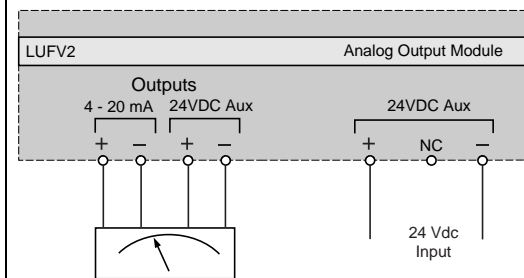 LUFV2 Analog Output Module
Outputs
4 - 20 mA 24VDC Aux 24VDC Aux
+ – + – + NC –
24 Vdc
Input